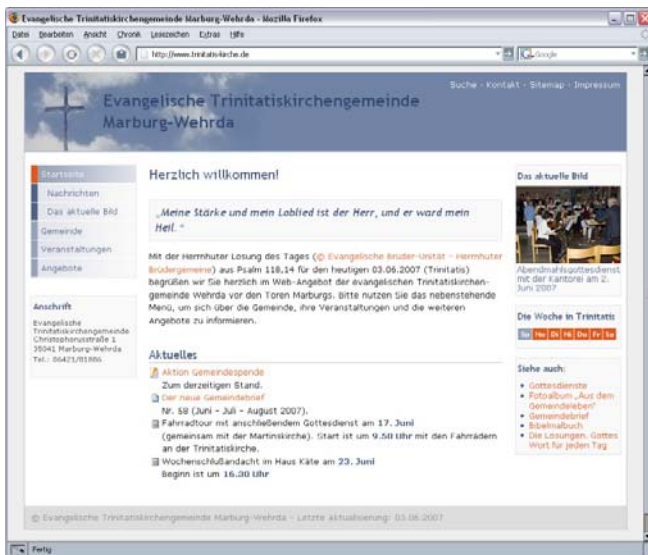 Evangelische Trinitatiskirchengemeinde Marburg-Wehrda - Mozilla Firefox
Datei Bearbeiten Ansicht Chronik Lesezeichen Extras Hilfe
http://www.trinitatiskirche.de
Google
Suche - Kontakt - Sitemap - Impressum
Evangelische Trinitatiskirchengemeinde
Marburg-Wehrda
Startseite
Nachrichten
Das aktuelle Bild
Gemeinde
Veranstaltungen
Angebote
Anschrift
Evangelische
Trinitatiskirchengemeinde
Christophorusstraße 1
35041 Marburg-Wehrda
Tel.: 06421/81886
Herzlich willkommen!
„Meine Stärke und mein Loblied ist der Herr, und er ward mein
Heil. "
Mit der Herrnhuter Losung des Tages (© Evangelische Brüder-Unität - Herrnhuter
Brüdergemeine) aus Psalm 118,14 für den heutigen 03.06.2007 (Trinitatis)
begrüßen wir Sie herzlich im Web-Angebot der evangelischen Trinitatiskirchen-
gemeinde Wehrda vor den Toren Marburgs. Bitte nutzen Sie das nebenstehende
Menü, um sich über die Gemeinde, ihre Veranstaltungen und die weiteren
Angebote zu informieren.
Aktuelles
Aktion Gemeindespende
Zum derzeitigen Stand.
Der neue Gemeindebrief
Nr. 58 (Juni - Juli - August 2007).
Fahrradtour mit anschließendem Gottesdienst am 17. Juni
(gemeinsam mit der Martinskirche). Start ist um 9.50 Uhr mit den Fahrrädern
an der Trinitatiskirche.
Wochenschlußandacht im Haus Käte am 23. Juni
Beginn ist um 16.30 Uhr
Das aktuelle Bild
Abendmahlsgottesdienst
mit der Kantorei am 2.
Juni 2007
Die Woche in Trinitatis
So Mo Di Mi Do Fr Sa
Siehe auch:
Gottesdienste
Fotoalbum „Aus dem
Gemeindeleben"
Gemeindebrief
Bibelmalbuch
Die Losungen. Gottes
Wort für jeden Tag
© Evangelische Trinitatiskirchengemeinde Marburg-Wehrda - Letzte Aktualisierung: 03.06.2007
Fertig